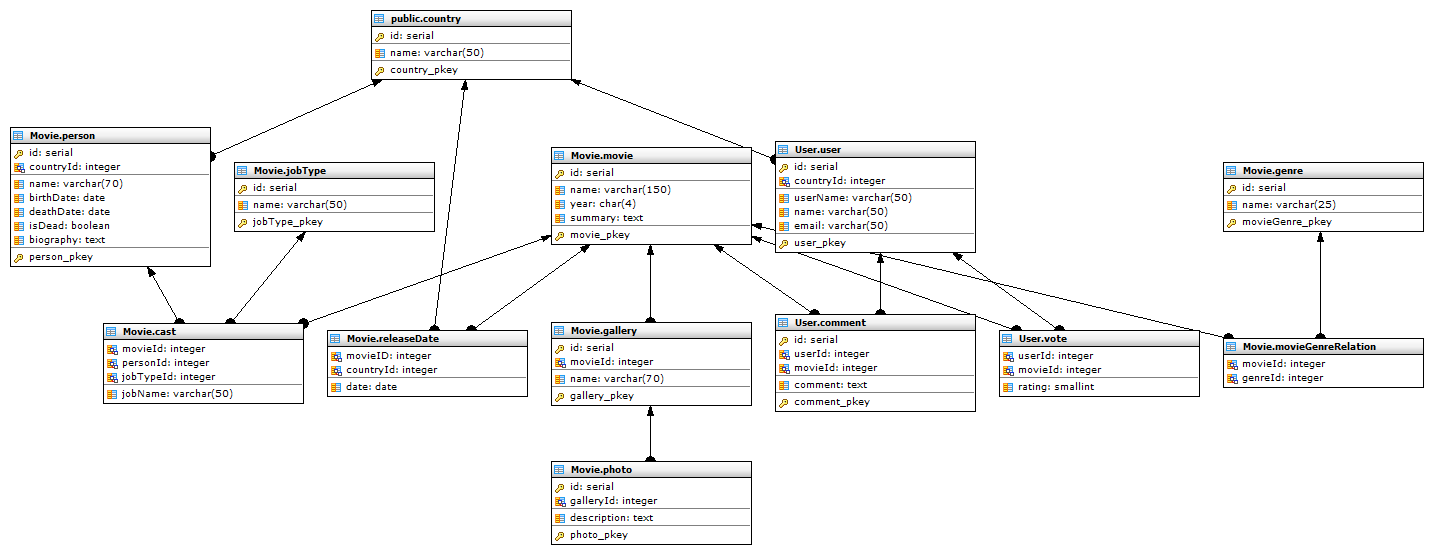 public.country
id: serial
name: varchar(50)
country_pkey
Movie.person
id: serial
countryId: integer
name: varchar(70)
birthDate: date
deathDate: date
isDead: boolean
biography: text
person_pkey
Movie.jobType
id: serial
name: varchar(50)
jobType_pkey
Movie.movie
id: serial
name: varchar(150)
year: char(4)
summary: text
movie_pkey
User.user
id: serial
countryId: integer
userName: varchar(50)
name: varchar(50)
email: varchar(50)
user_pkey
Movie.genre
id: serial
name: varchar(25)
movieGenre_pkey
Movie.cast
movieId: integer
personId: integer
jobTypeId: integer
jobName: varchar(50)
Movie.releaseDate
movieID: integer
countryId: integer
date: date
Movie.gallery
id: serial
movieId: integer
name: varchar(70)
gallery_pkey
User.comment
id: serial
userId: integer
movieId: integer
comment: text
comment_pkey
User.vote
userId: integer
movieId: integer
rating: smallint
Movie.movieGenreRelation
movieId: integer
genreId: integer
Movie.photo
id: serial
galleryId: integer
description: text
photo_pkey